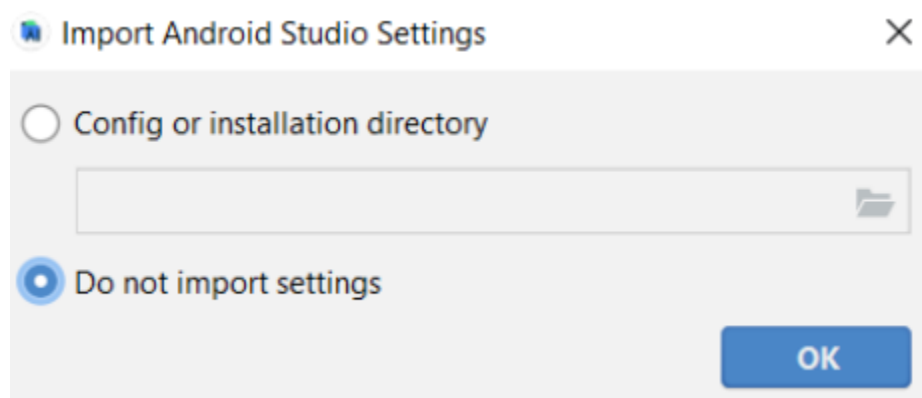 Import Android Studio Settings
Config or installation directory
Do not import settings
OK